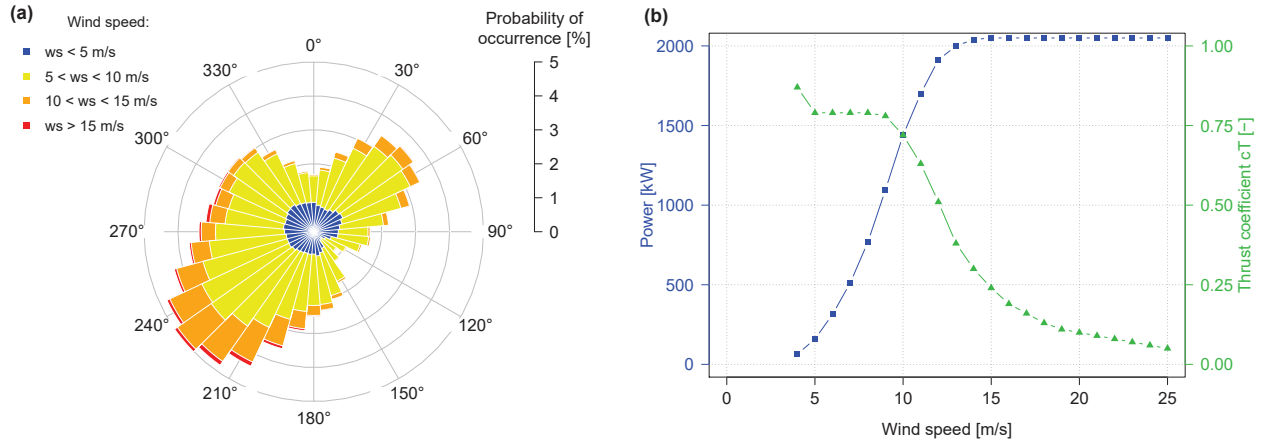 (a)
Wind speed:
ws < 5 m/s
5 < ws < 10 m/s
10 < ws < 15 m/s
ws > 15 m/s
Probability of
occurrence [%]
5
4
3
2
1
0
0°
30°
60°
90°
120°
150°
180°
210°
240°
270°
300°
330°
(b)
Power [kW]
2000
1500
1000
500
0
0
5
10
15
20
25
Wind speed [m/s]
1.00
0.75
0.50
0.25
0.00
Thrust coefficient cT [−]